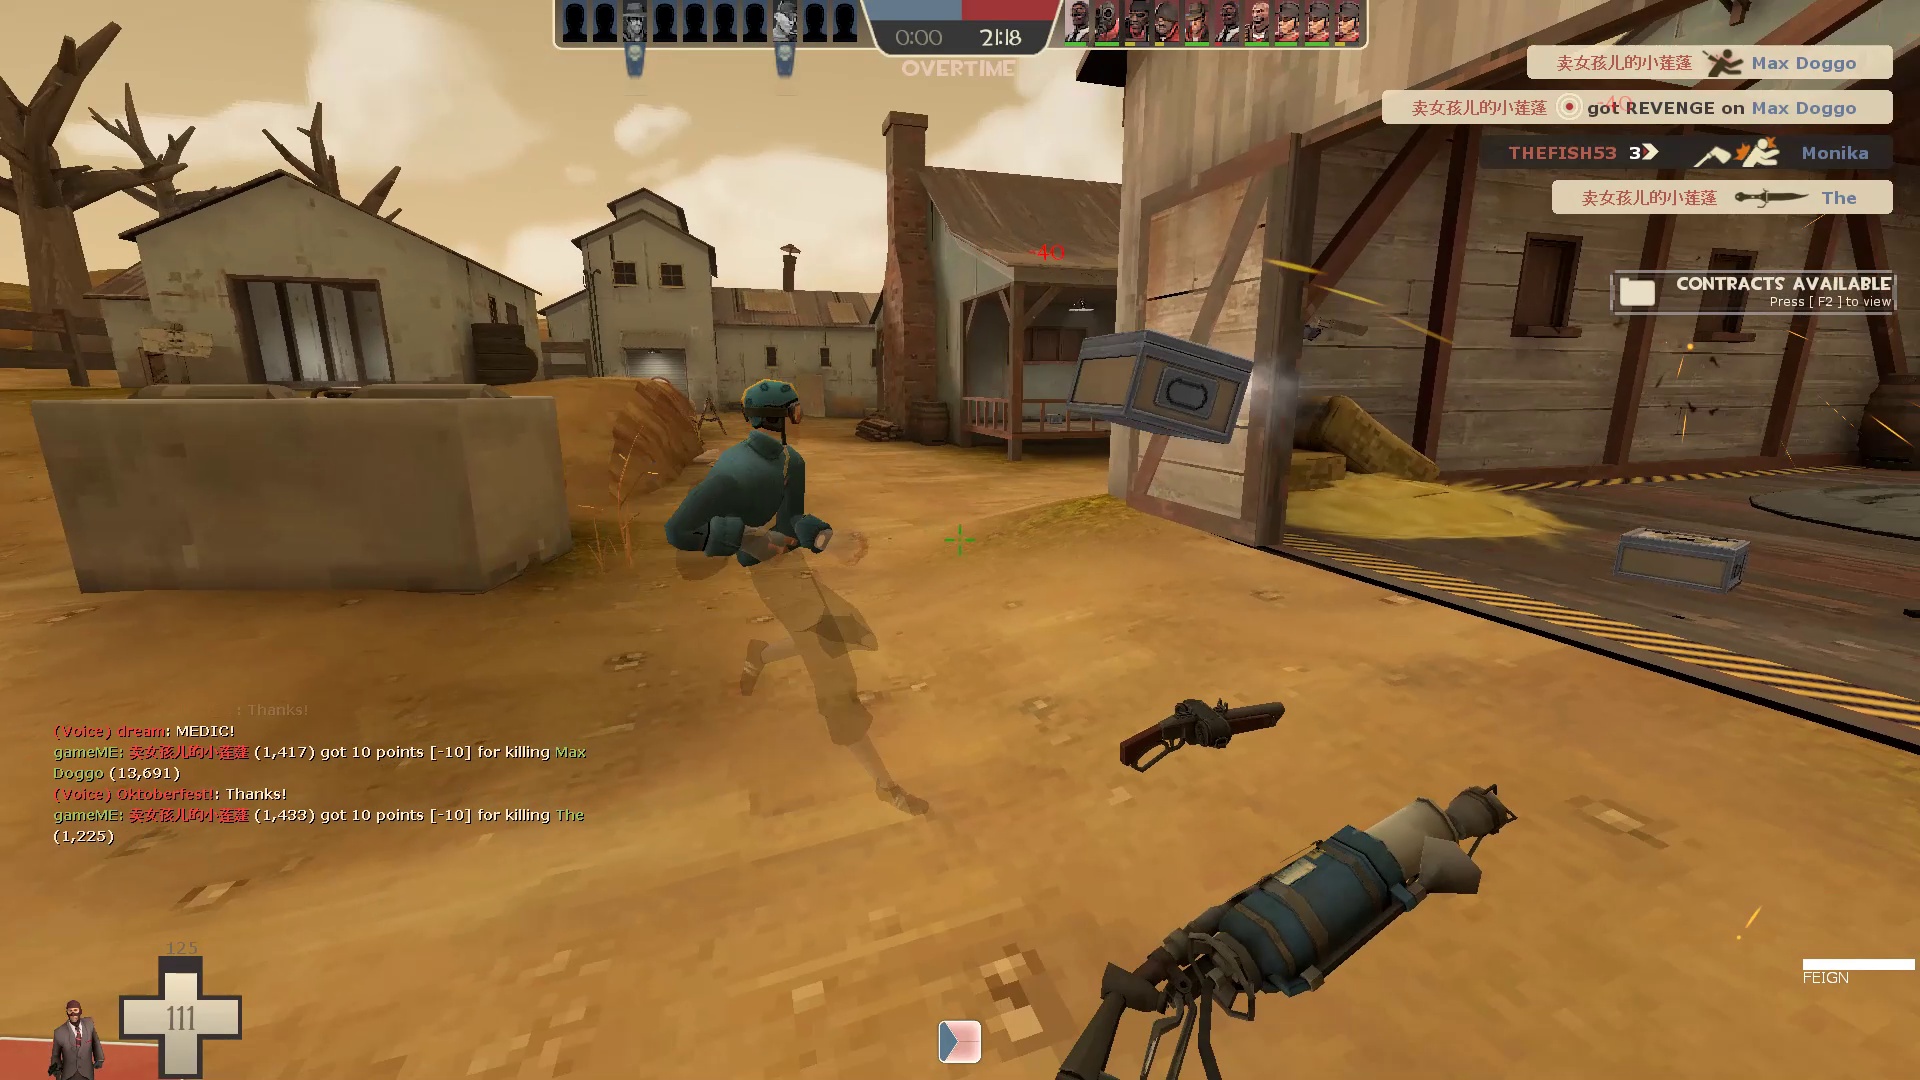 0:00 2:18
OVERTIME
卖女孩儿的小莲蓬 Max Doggo
卖女孩儿的小莲蓬 got REVENGE on Max Doggo
-40
THEFISH53 3 Monika
卖女孩儿的小莲蓬 The
-40
CONTRACTS AVAILABLE
Press [ F2 ] to view
: Thanks!
(Voice) dream: MEDIC!
gameME: 卖女孩儿的小莲蓬 (1,417) got 10 points [-10] for killing Max
Doggo (13,691)
(Voice) Oktoberfest!: Thanks!
gameME: 卖女孩儿的小莲蓬 (1,433) got 10 points [-10] for killing The
(1,225)
125
111
FEIGN